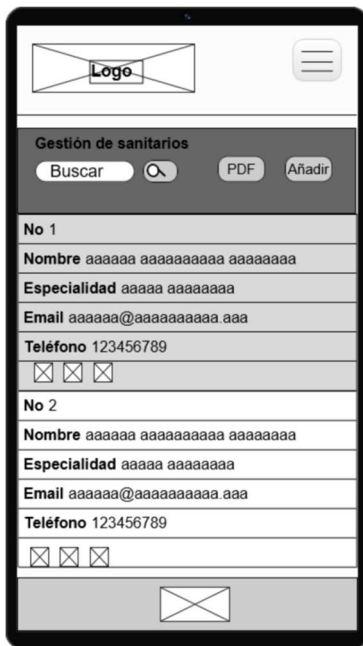 Logo
Gestión de sanitarios
Buscar PDF Añadir
No 1
Nombre aaaaaa aaaaaaaaaa aaaaaaaa
Especialidad aaaaa aaaaaaaa
Email aaaaaa@aaaaaaaaaa.aaa
Teléfono 123456789
No 2
Nombre aaaaaa aaaaaaaaaa aaaaaaaa
Especialidad aaaaa aaaaaaaa
Email aaaaaa@aaaaaaaaaa.aaa
Teléfono 123456789